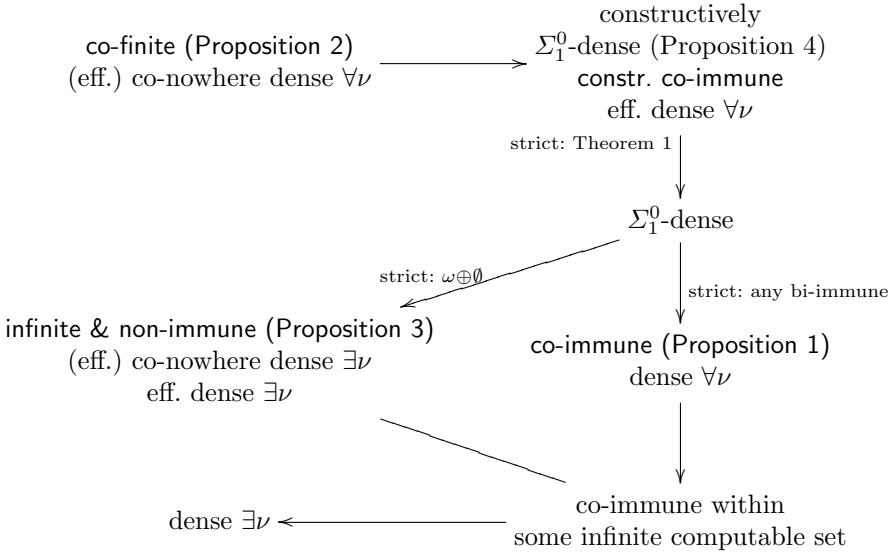 co-finite (Proposition 2)
(eff.) co-nowhere dense ∀ν
constructively
Σ⁰₁-dense (Proposition 4)
constr. co-immune
eff. dense ∀ν
strict: Theorem 1
Σ⁰₁-dense
strict: ω⊕∅
strict: any bi-immune
infinite & non-immune (Proposition 3)
(eff.) co-nowhere dense ∃ν
eff. dense ∃ν
co-immune (Proposition 1)
dense ∀ν
co-immune within
some infinite computable set
dense ∃ν